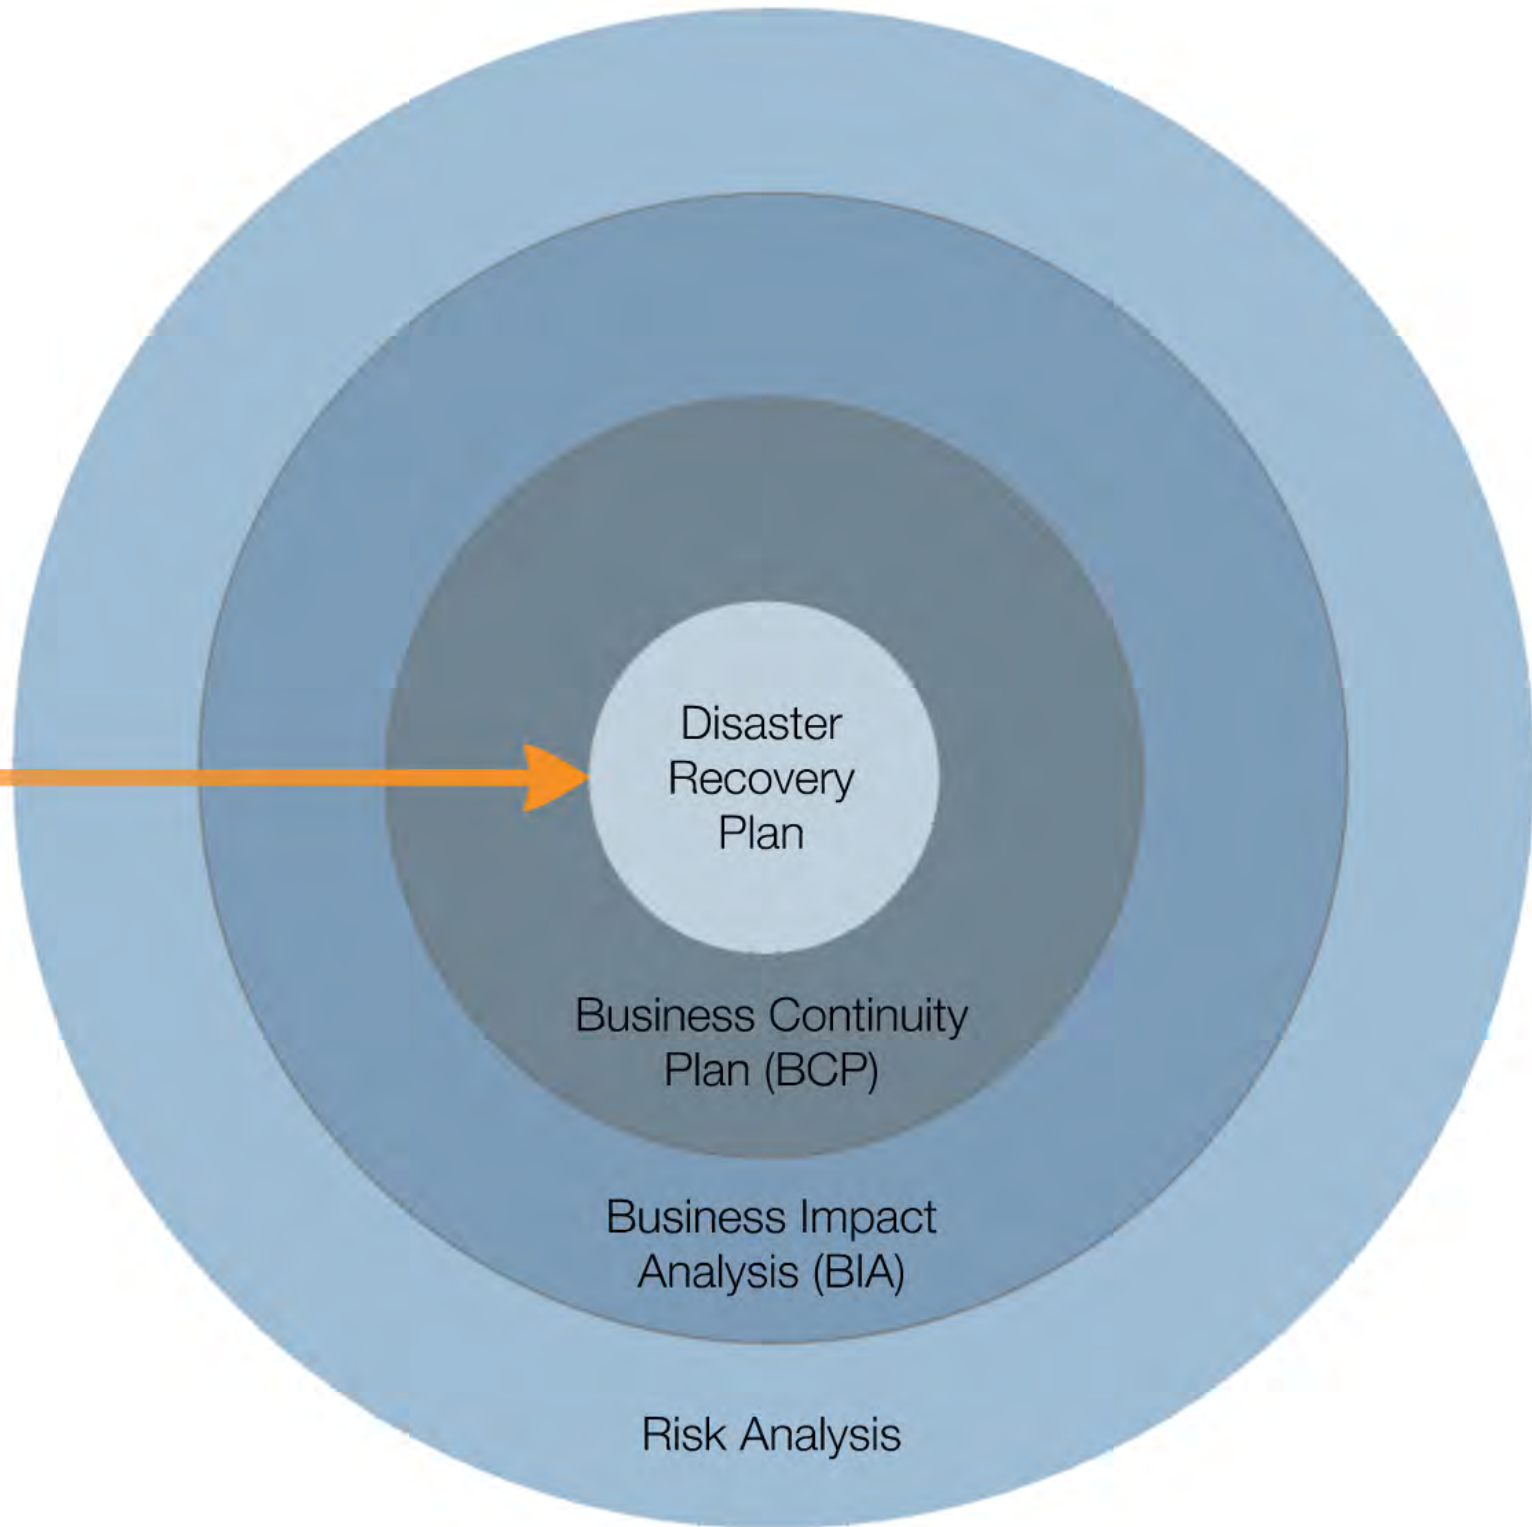 Disaster
Recovery
Plan
Business Continuity
Plan (BCP)
Business Impact
Analysis (BIA)
Risk Analysis